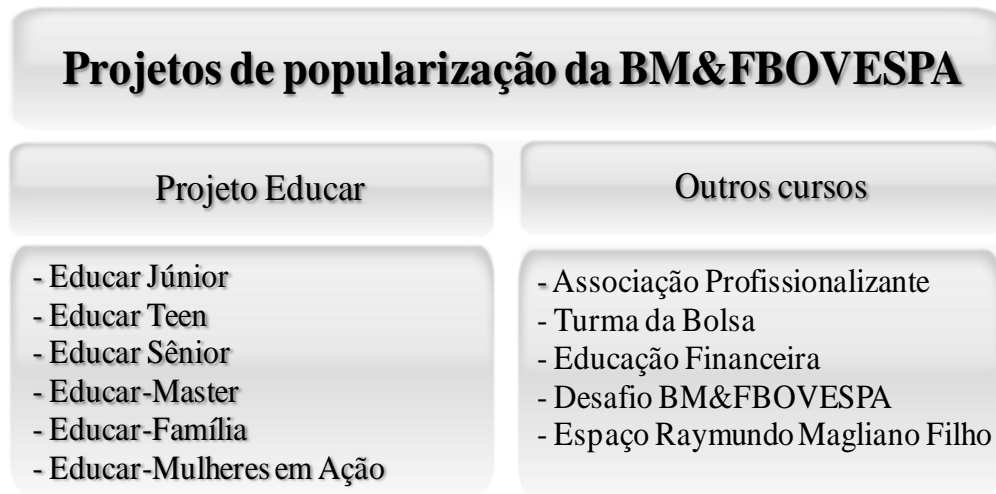 Projetos de popularização da BM&FBOVESPA
Projeto Educar
- Educar Júnior
- Educar Teen
- Educar Sênior
- Educar-Master
- Educar-Família
- Educar-Mulheres em Ação
Outros cursos
- Associação Profissionalizante
- Turma da Bolsa
- Educação Financeira
- Desafio BM&FBOVESPA
- Espaço Raymundo Magliano Filho